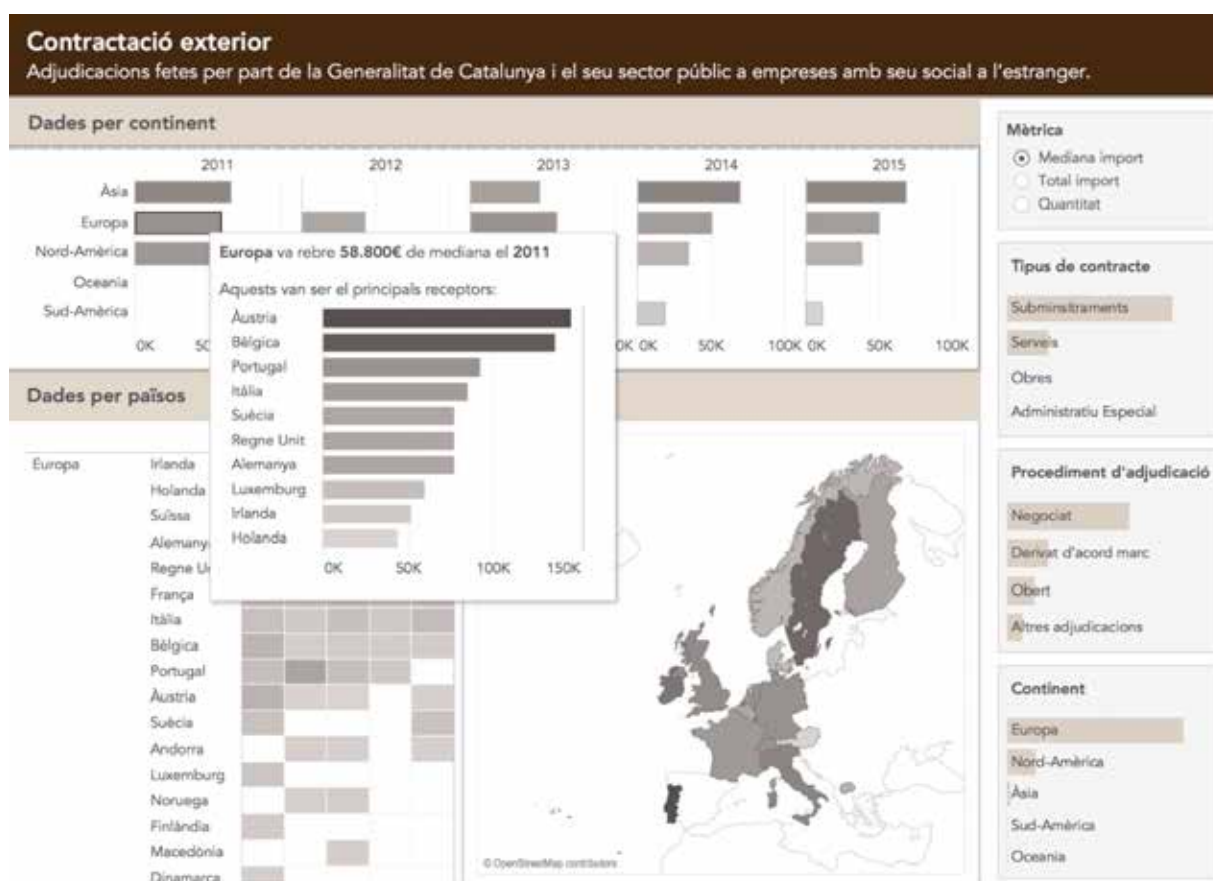 Contractació exterior
Adjudicacions fetes per part de la Generalitat de Catalunya i el seu sector públic a empreses amb seu social a l'estranger.
Dades per continent
2011 2012 2013 2014 2015
Àsia
Europa
Nord-Amèrica
Oceania
Sud-Amèrica
0K 50 0K 0K 50K 100K 0K 50K 100K
Europa va rebre 58.800€ de mediana el 2011
Aquests van ser el principals receptors:
Àustria
Bèlgica
Portugal
Itàlia
Suècia
Regne Unit
Alemanya
Luxemburg
Irlanda
Holanda
0K 50K 100K 150K
Dades per països
Europa Irlanda
Holanda
Suïssa
Alemany
Regne U
França
Itàlia
Bèlgica
Portugal
Àustria
Suècia
Andorra
Luxemburg
Noruega
Finlàndia
Macedònia
Dinamarca
© OpenStreetMap contributors
Mètrica
Mediana import
Total import
Quantitat
Tipus de contracte
Subministraments
Serveis
Obres
Administratiu Especial
Procediment d'adjudicació
Negociat
Derivat d'acord marc
Obert
Altres adjudicacions
Continent
Europa
Nord-Amèrica
Àsia
Sud-Amèrica
Oceania